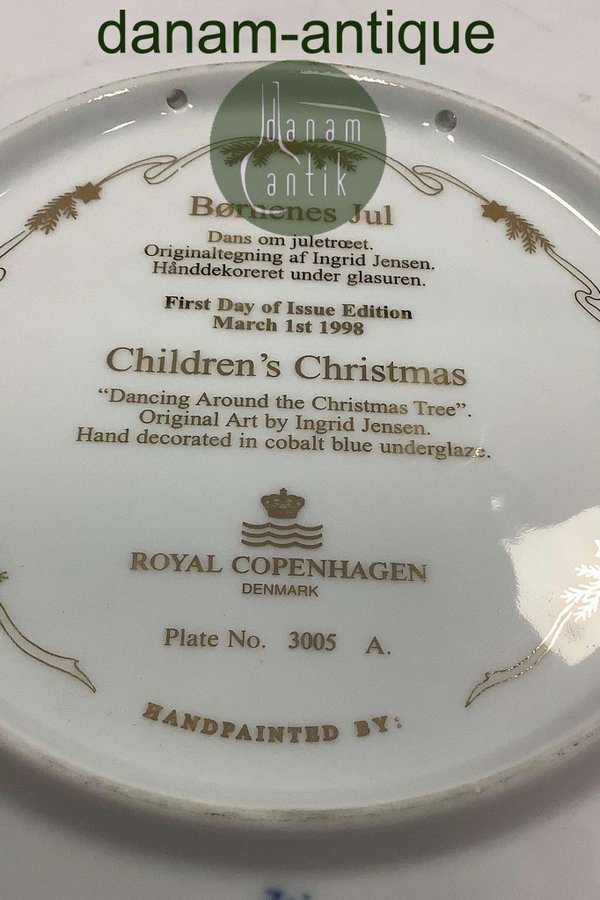 danam-antique
danam
antik
Børnenes Jul
Dans om juletræet.
Originaltegning af Ingrid Jensen.
Hånddekoreret under glasuren.
First Day of Issue Edition
March 1st 1998
Children's Christmas
“Dancing Around the Christmas Tree”.
Original Art by Ingrid Jensen.
Hand decorated in cobalt blue underglaze.
ROYAL COPENHAGEN
DENMARK
Plate No. 3005 A.
HANDPAINTED BY: